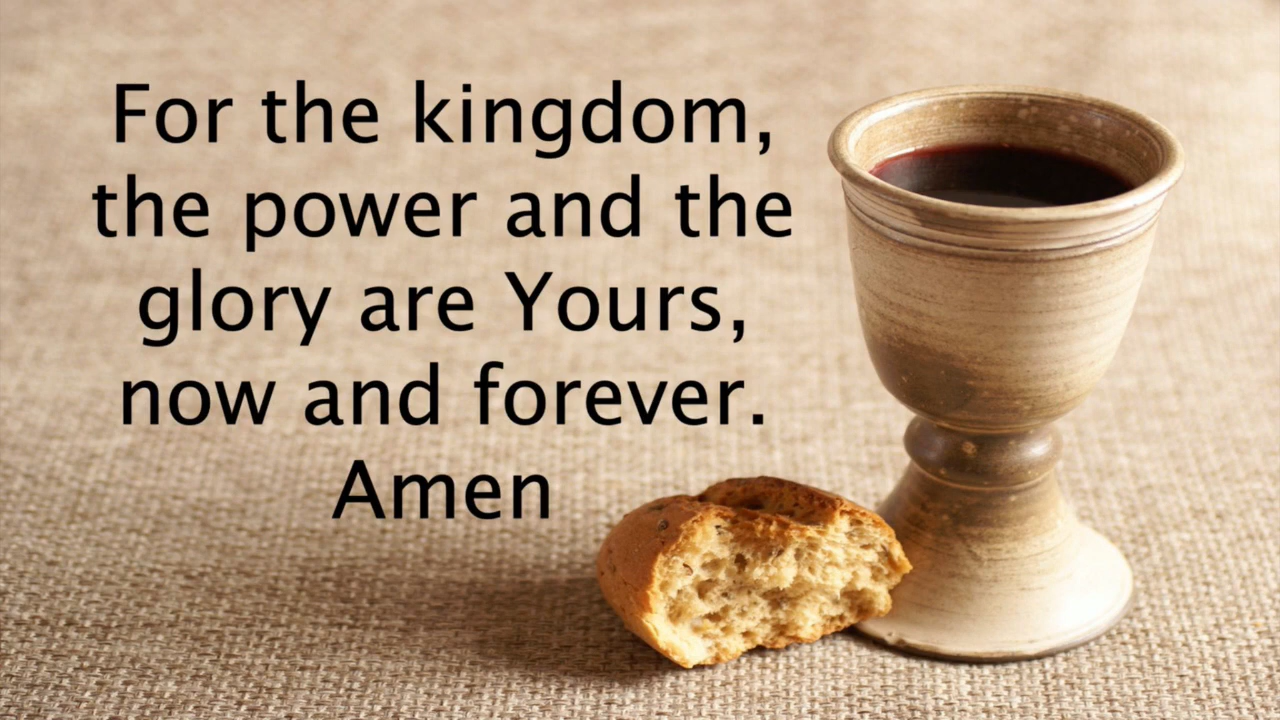 For the kingdom,
the power and the
glory are Yours,
now and forever.
Amen